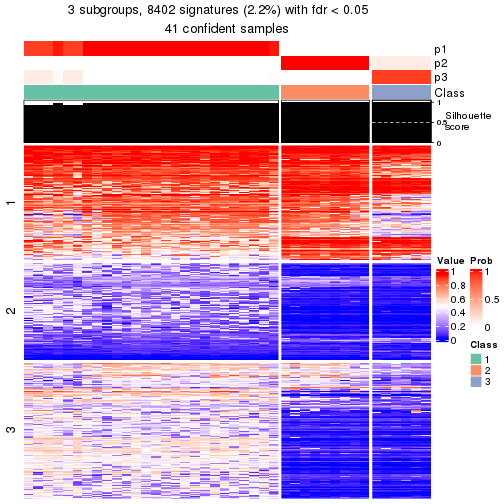 3 subgroups, 8402 signatures (2.2%) with fdr < 0.05
41 confident samples
p1
p2
p3
Class
1
0.5
0
Silhouette
score
1
2
3
Value
1
0.8
0.6
0.4
0.2
0
Prob
1
0.5
0
Class
1
2
3